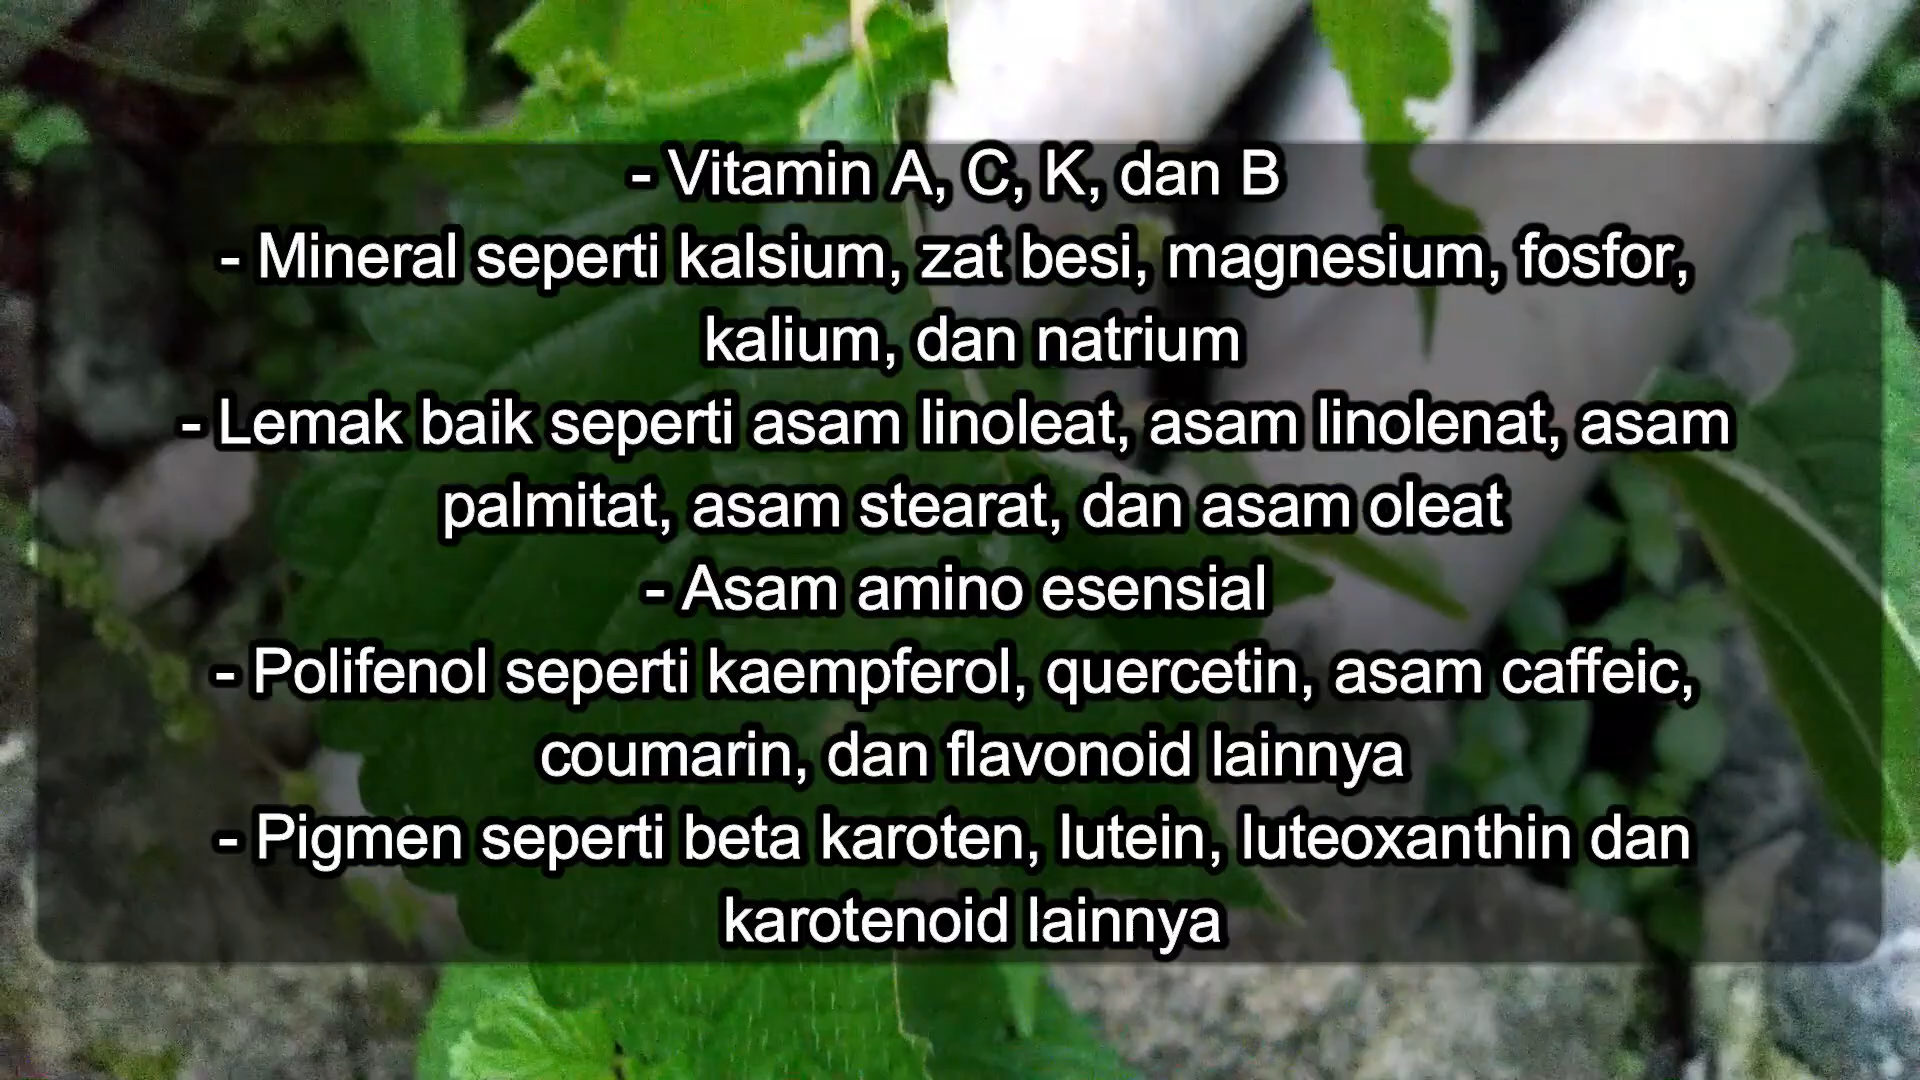 - Vitamin A, C, K, dan B
- Mineral seperti kalsium, zat besi, magnesium, fosfor,
kalium, dan natrium
- Lemak baik seperti asam linoleat, asam linolenat, asam
palmitat, asam stearat, dan asam oleat
- Asam amino esensial
- Polifenol seperti kaempferol, quercetin, asam caffeic,
coumarin, dan flavonoid lainnya
- Pigmen seperti beta karoten, lutein, luteoxanthin dan
karotenoid lainnya